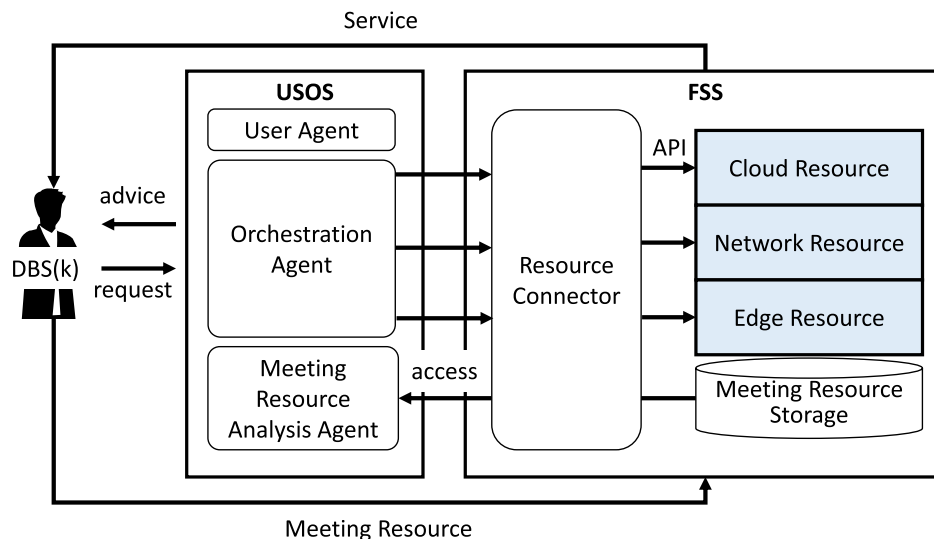 Service
USOS
FSS
User Agent
API
Cloud Resource
advice
Orchestration
Agent
Network Resource
DBS(k)
request
Resource
Connector
Edge Resource
Meeting
Resource
Analysis Agent
access
Meeting Resource
Storage
Meeting Resource